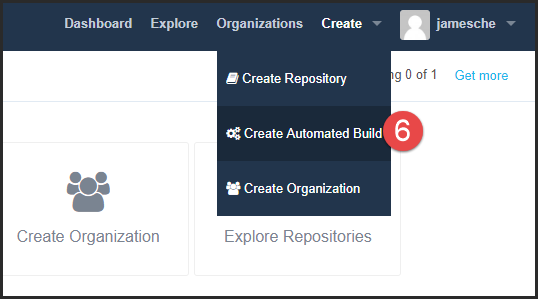 Dashboard Explore Organizations Create jamesche
Create Repository
ng 0 of 1 Get more
Create Automated Build 6
Create Organization
Create Organization
Explore Repositories